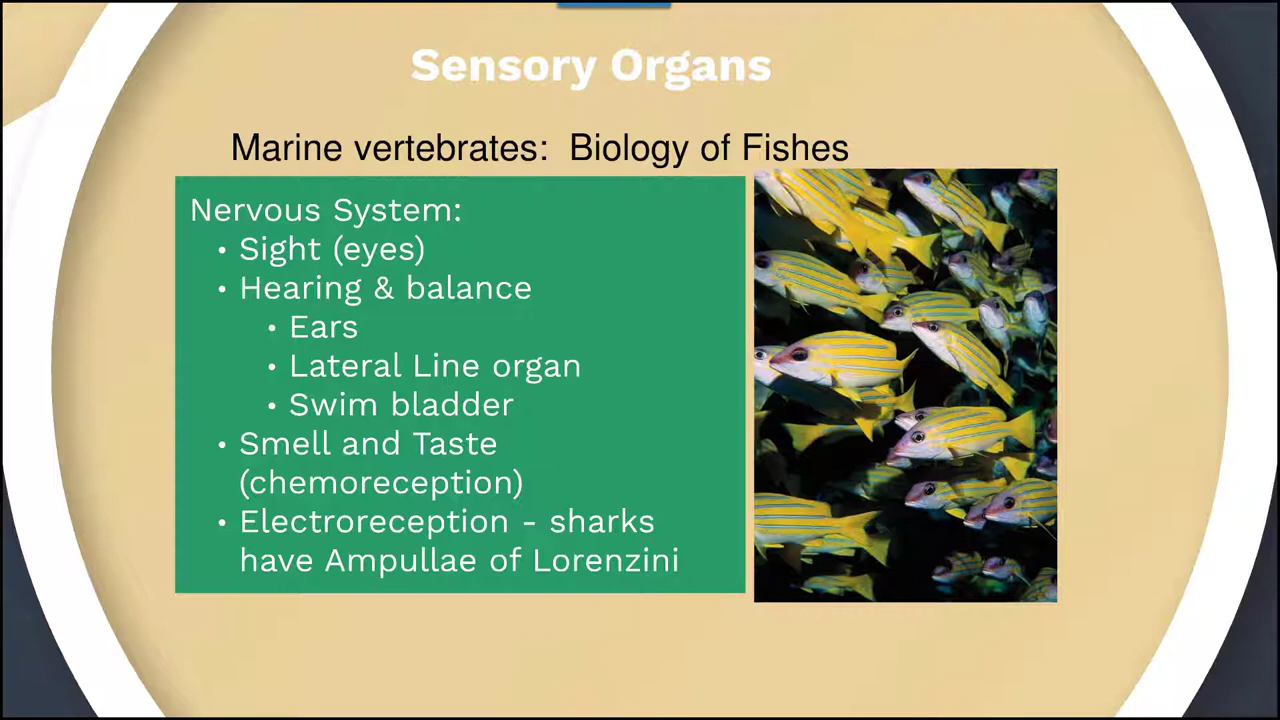 Sensory Organs
Marine vertebrates: Biology of Fishes
Nervous System:
• Sight (eyes)
• Hearing & balance
• Ears
• Lateral Line organ
• Swim bladder
• Smell and Taste
(chemoreception)
• Electroreception - sharks
have Ampullae of Lorenzini